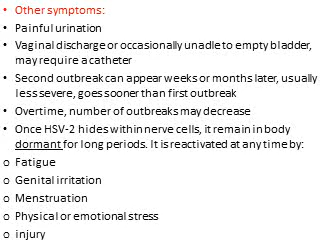 • Other symptoms:
• Painful urination
• Vaginal discharge or occasionally unadle to empty bladder,
may require a catheter
• Second outbreak can appear weeks or months later, usually
less severe, goes sooner than first outbreak
• Overtime, number of outbreaks may decrease
• Once HSV-2 hides within nerve cells, it remain in body
dormant for long periods. It is reactivated at any time by:
o Fatigue
o Genital irritation
o Menstruation
o Physical or emotional stress
o injury